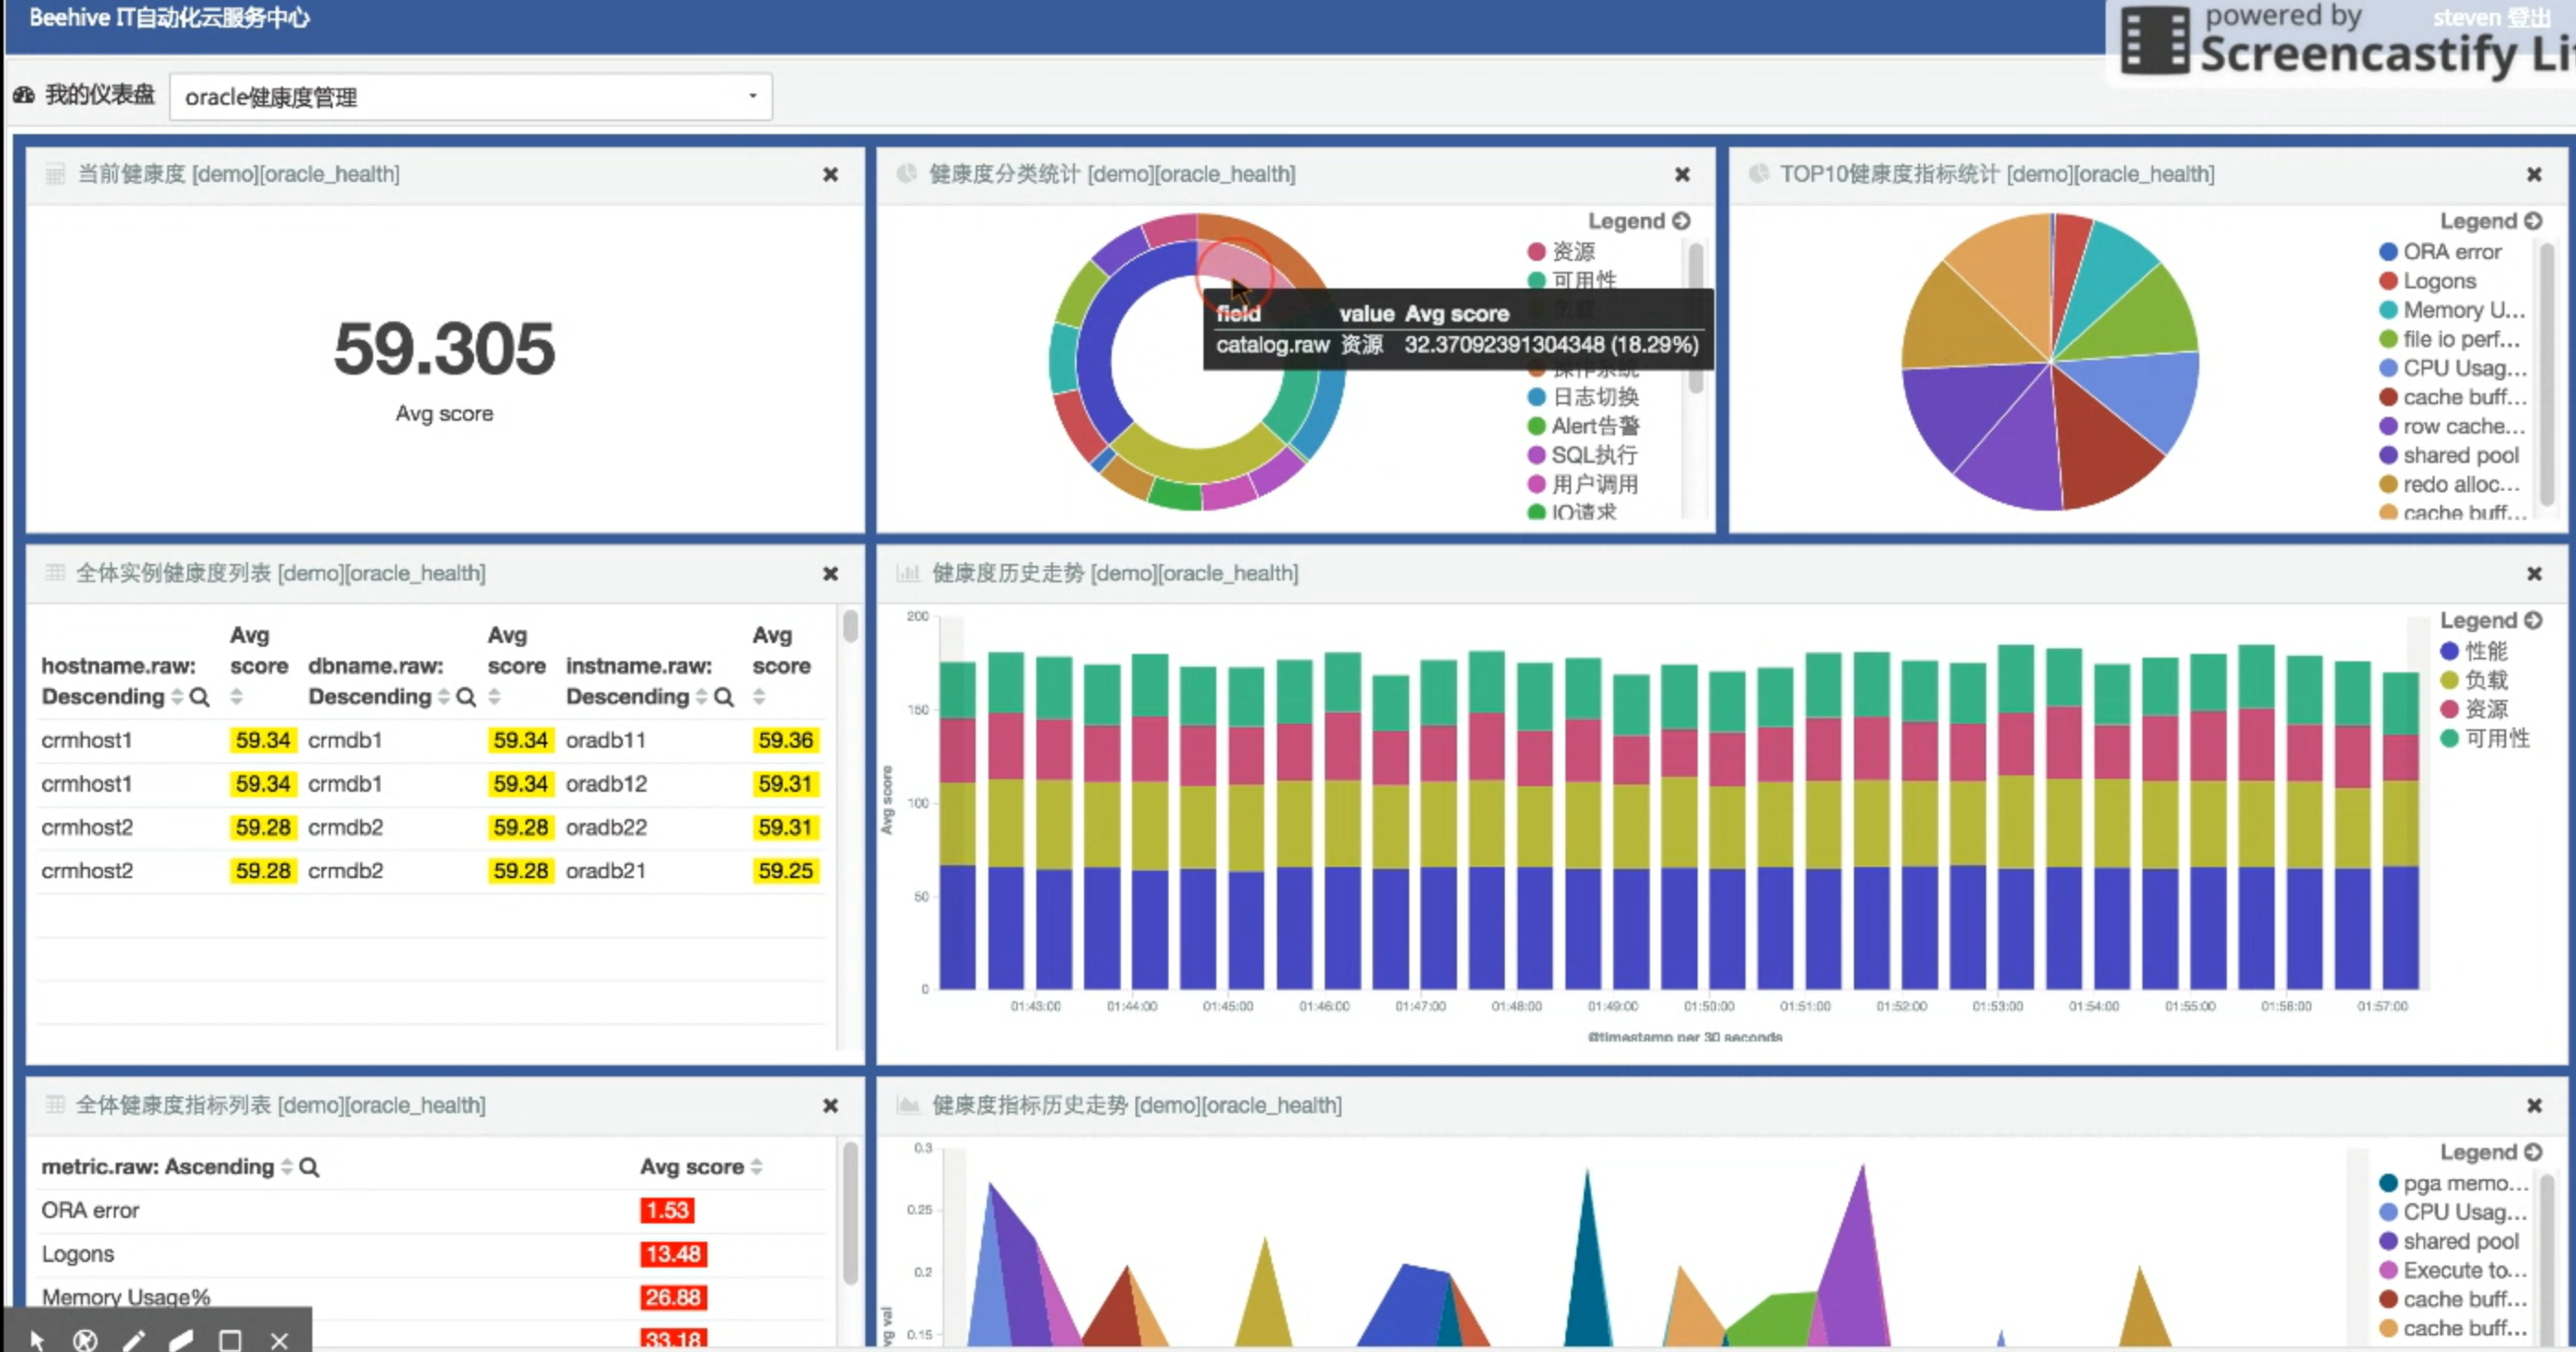 Beehive IT自动化云服务中心
powered by
Screencastify
steven 登出
我的仪表盘
oracle健康度管理
当前健康度 [demo][oracle_health]
59.305
Avg score
健康度分类统计 [demo][oracle_health]
Legend
资源
可用性
操作系统
日志切换
Alert告警
SQL执行
用户调用
IO请求
field value Avg score
catalog.raw 资源 32.37092391304348 (18.29%)
TOP10健康度指标统计 [demo][oracle_health]
Legend
ORA error
Logons
Memory U...
file io perf...
CPU Usag...
cache buff...
row cache...
shared pool
redo alloc...
cache buff...
全体实例健康度列表 [demo][oracle_health]
hostname.raw: Descending Avg score dbname.raw: Descending Avg score instname.raw: Descending Avg score
crmhost1 59.34 crmdb1 59.34 oradb11 59.36
crmhost1 59.34 crmdb1 59.34 oradb12 59.31
crmhost2 59.28 crmdb2 59.28 oradb22 59.31
crmhost2 59.28 crmdb2 59.28 oradb21 59.25
健康度历史走势 [demo][oracle_health]
200
150
100
50
0
Avg score
01:43:00 01:44:00 01:45:00 01:46:00 01:47:00 01:48:00 01:49:00 01:50:00 01:51:00 01:52:00 01:53:00 01:54:00 01:55:00 01:56:00 01:57:00
@timestamp per 30 seconds
Legend
性能
负载
资源
可用性
全体健康度指标列表 [demo][oracle_health]
metric.raw: Ascending Avg score
ORA error 1.53
Logons 13.48
Memory Usage% 26.88
33.18
健康度指标历史走势 [demo][oracle_health]
0.3
0.25
0.2
0.15
Legend
pga memo...
CPU Usag...
shared pool
Execute to...
cache buff...
cache buff...